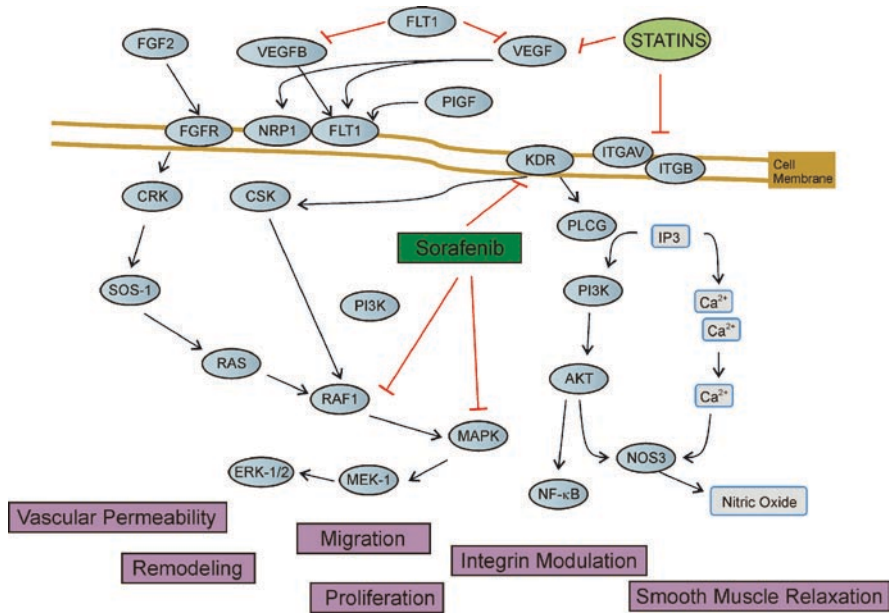 FLT1
FGF2
VEGFB
VEGF
STATINS
PIGF
FGFR
NRP1
FLT1
KDR
ITGAV
ITGB
Cell
Membrane
CRK
CSK
PLCG
IP3
Sorafenib
SOS-1
PI3K
PI3K
Ca2+
Ca2+
RAS
RAF1
AKT
Ca2+
MAPK
ERK-1/2
MEK-1
NOS3
NF-κB
Nitric Oxide
Vascular Permeability
Migration
Remodeling
Integrin Modulation
Proliferation
Smooth Muscle Relaxation